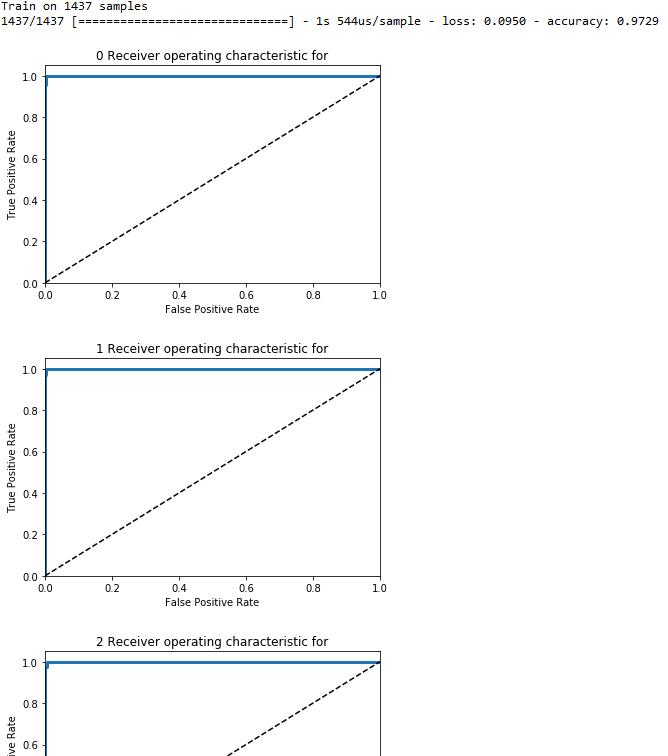 Train on 1437 samples
1437/1437 [==============================] - 1s 544us/sample - loss: 0.0950 - accuracy: 0.9729
0 Receiver operating characteristic for
1.0
0.8
0.6
0.4
0.2
0.0
True Positive Rate
0.0 0.2 0.4 0.6 0.8 1.0
False Positive Rate
1 Receiver operating characteristic for
1.0
0.8
0.6
0.4
0.2
0.0
True Positive Rate
0.0 0.2 0.4 0.6 0.8 1.0
False Positive Rate
2 Receiver operating characteristic for
1.0
0.8
0.6
Rate